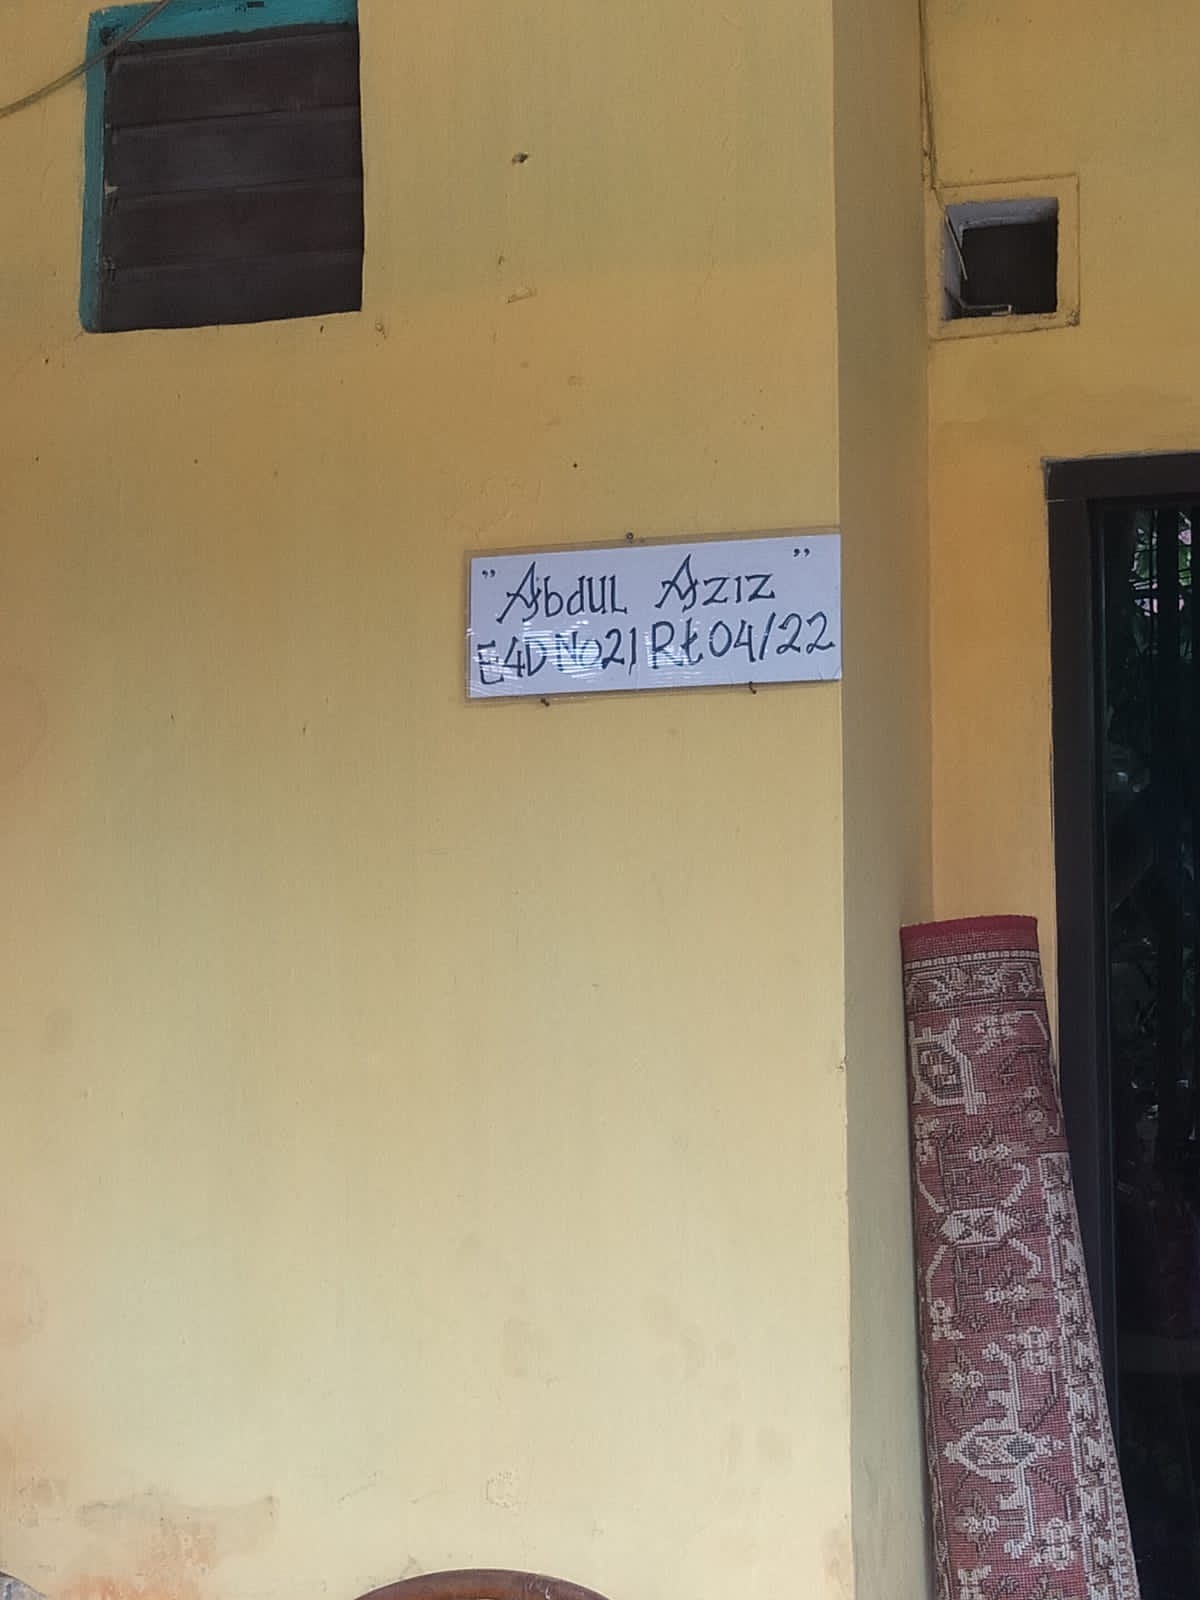 " Abdul Aziz "
E4D No21 Rt 04/22